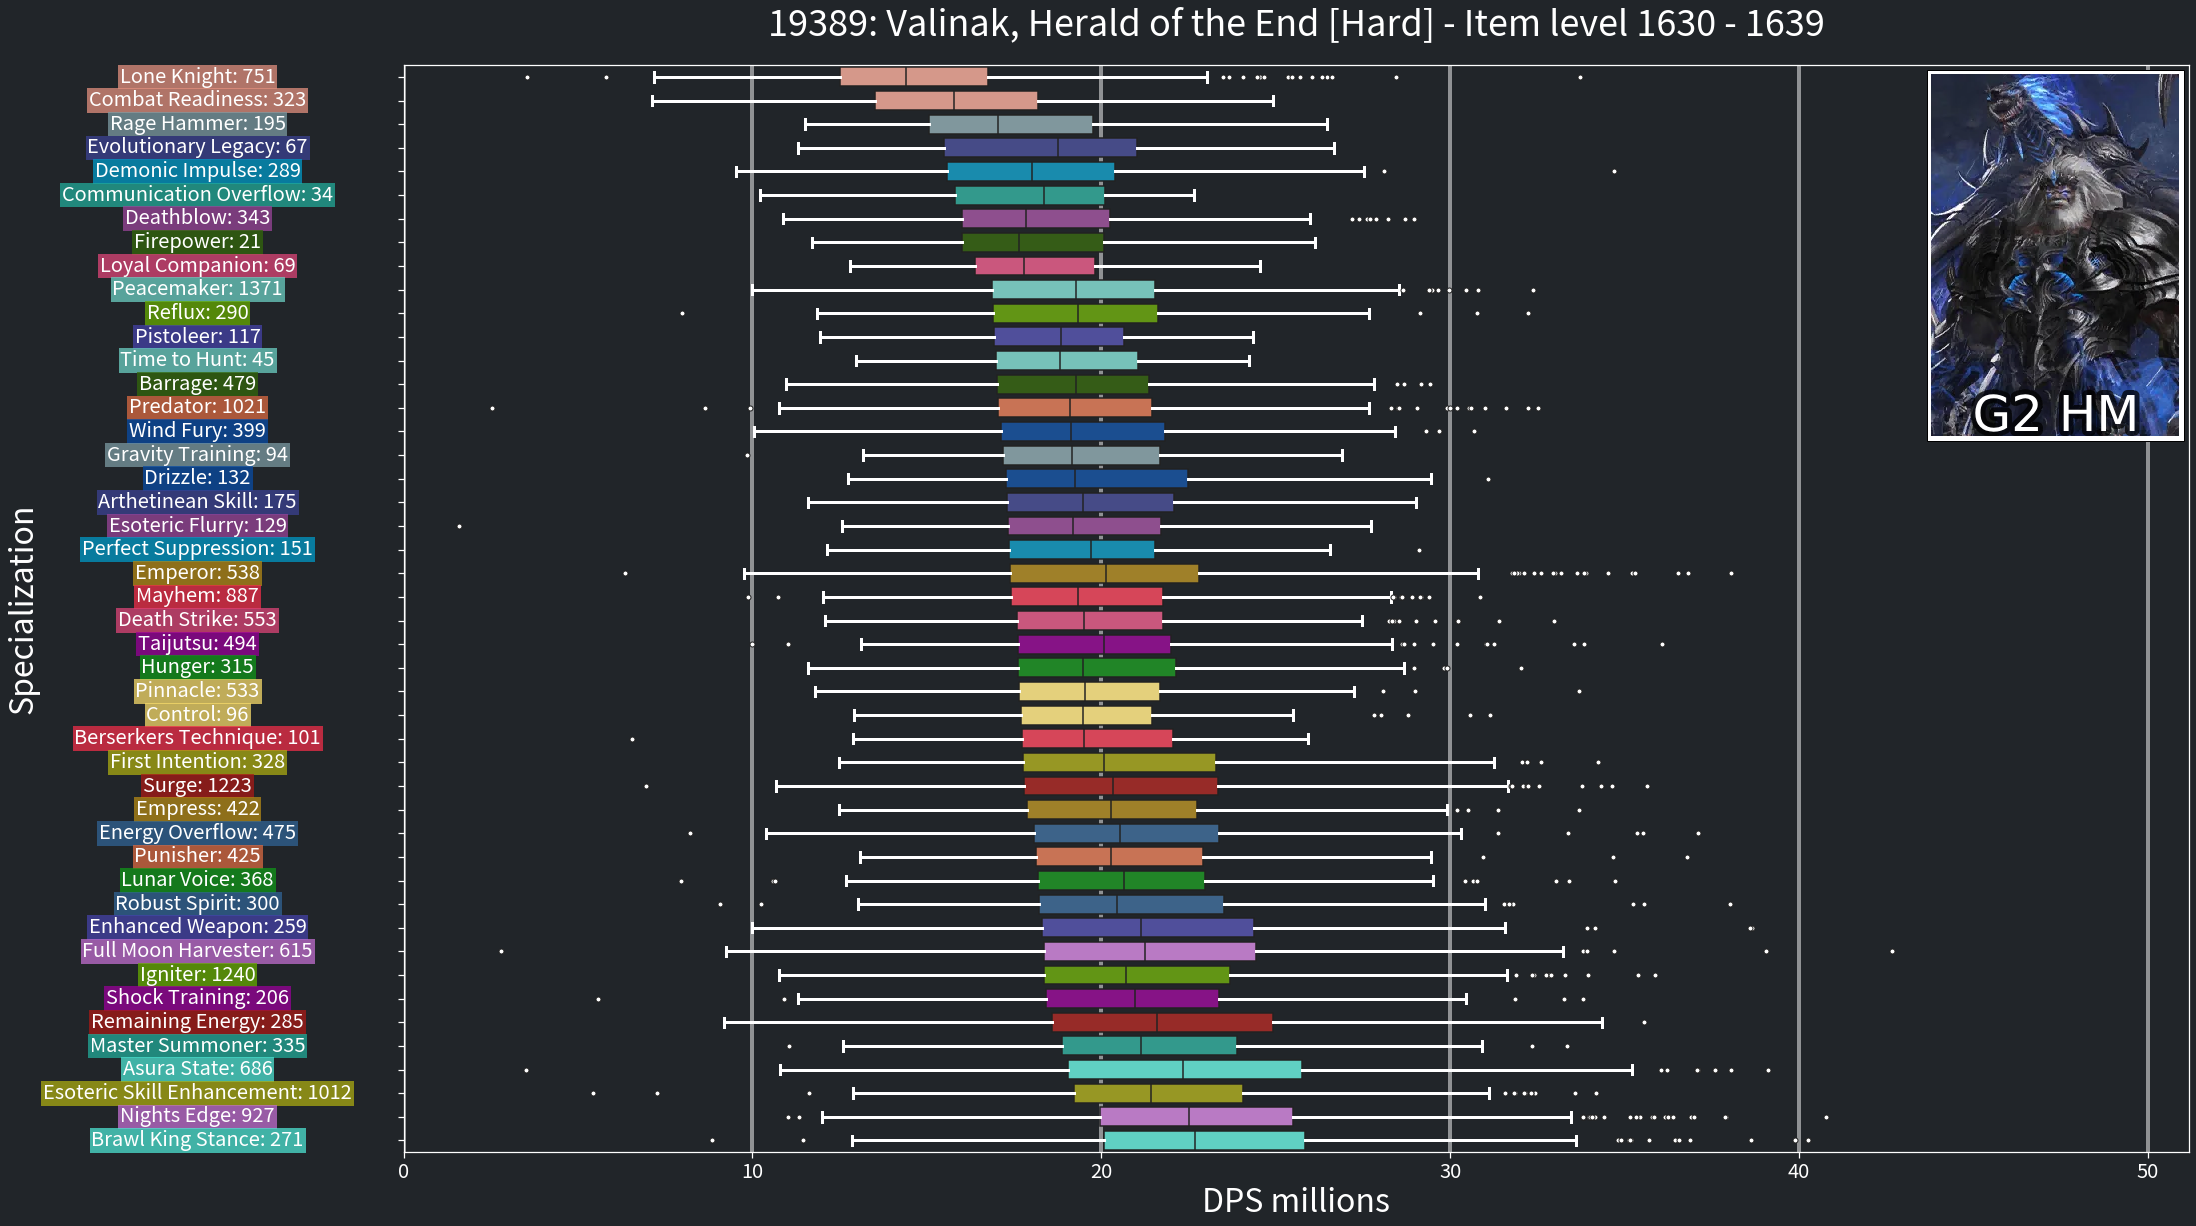 19389: Valinak, Herald of the End [Hard] - Item level 1630 - 1639
Specialization
Lone Knight: 751
Combat Readiness: 323
Rage Hammer: 195
Evolutionary Legacy: 67
Demonic Impulse: 289
Communication Overflow: 34
Deathblow: 343
Firepower: 21
Loyal Companion: 69
Peacemaker: 1371
Reflux: 290
Pistoleer: 117
Time to Hunt: 45
Barrage: 479
Predator: 1021
Wind Fury: 399
Gravity Training: 94
Drizzle: 132
Arthetinean Skill: 175
Esoteric Flurry: 129
Perfect Suppression: 151
Emperor: 538
Mayhem: 887
Death Strike: 553
Taijutsu: 494
Hunger: 315
Pinnacle: 533
Control: 96
Berserkers Technique: 101
First Intention: 328
Surge: 1223
Empress: 422
Energy Overflow: 475
Punisher: 425
Lunar Voice: 368
Robust Spirit: 300
Enhanced Weapon: 259
Full Moon Harvester: 615
Igniter: 1240
Shock Training: 206
Remaining Energy: 285
Master Summoner: 335
Asura State: 686
Esoteric Skill Enhancement: 1012
Nights Edge: 927
Brawl King Stance: 271
G2 HM
0 10 20 30 40 50
DPS millions